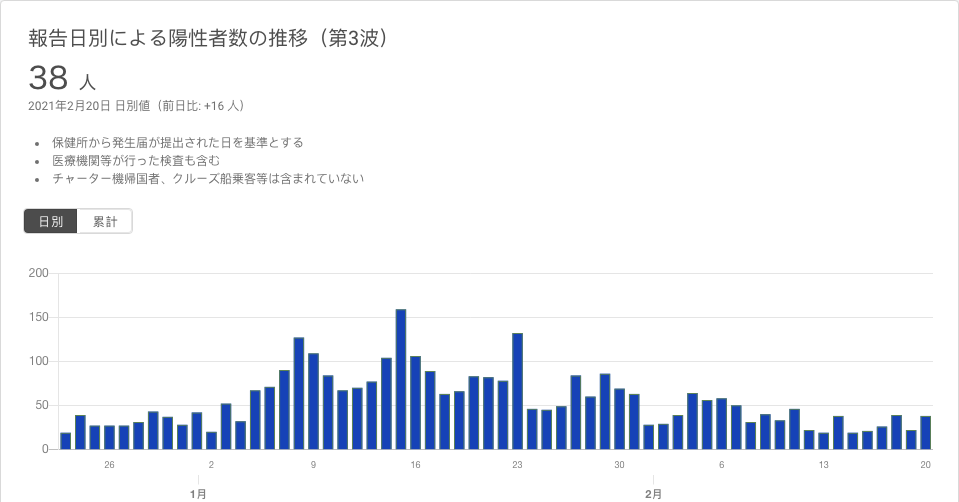 報告日別による陽性者数の推移（第3波）
38 人
2021年2月20日 日別値（前日比: +16 人）
保健所から発生届が提出された日を基準とする
医療機関等が行った検査も含む
チャーター機帰国者、クルーズ船乗客等は含まれていない
日別 累計
200
150
100
50
0
26 2 9 16 23 30 6 13 20
1月 2月